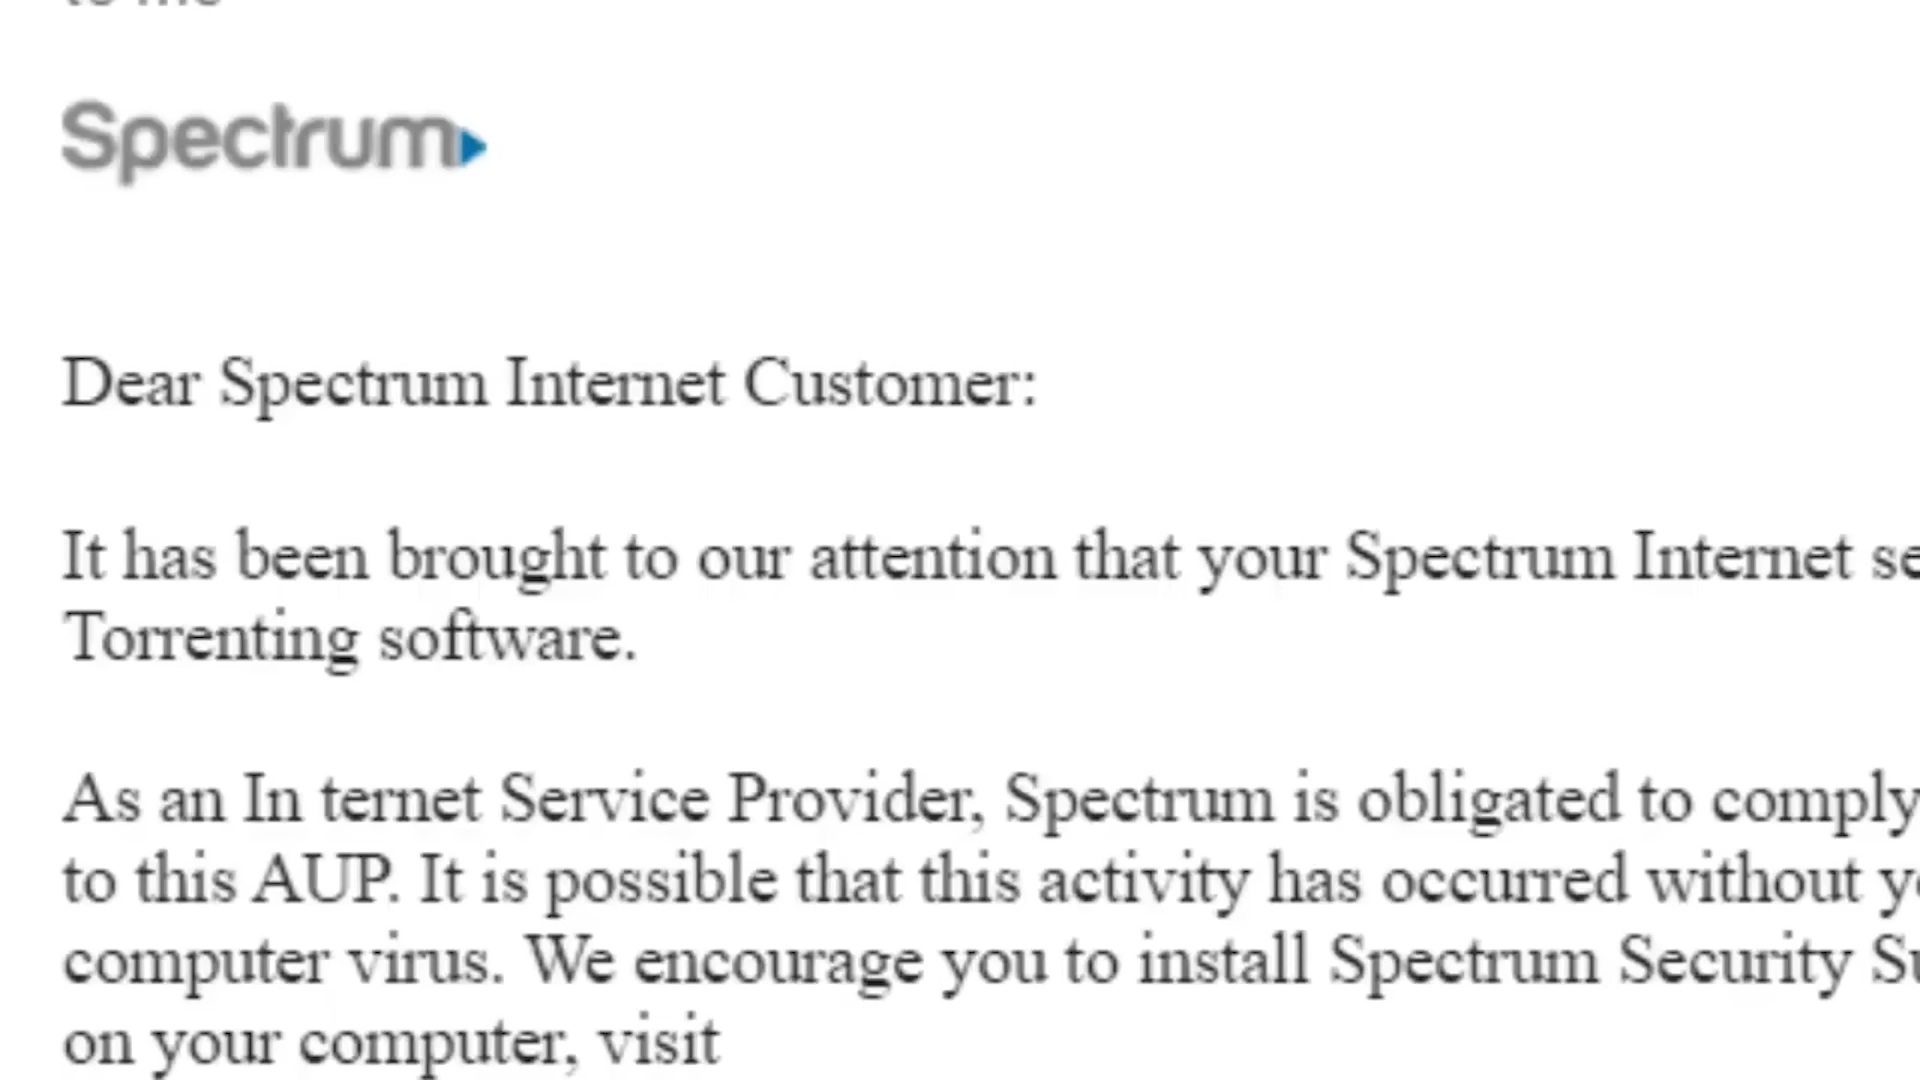 to me
Spectrum
Dear Spectrum Internet Customer:
It has been brought to our attention that your Spectrum Internet
Torrenting software.
As an In ternet Service Provider, Spectrum is obligated to comply
to this AUP. It is possible that this activity has occurred without
computer virus. We encourage you to install Spectrum Security
on your computer, visit